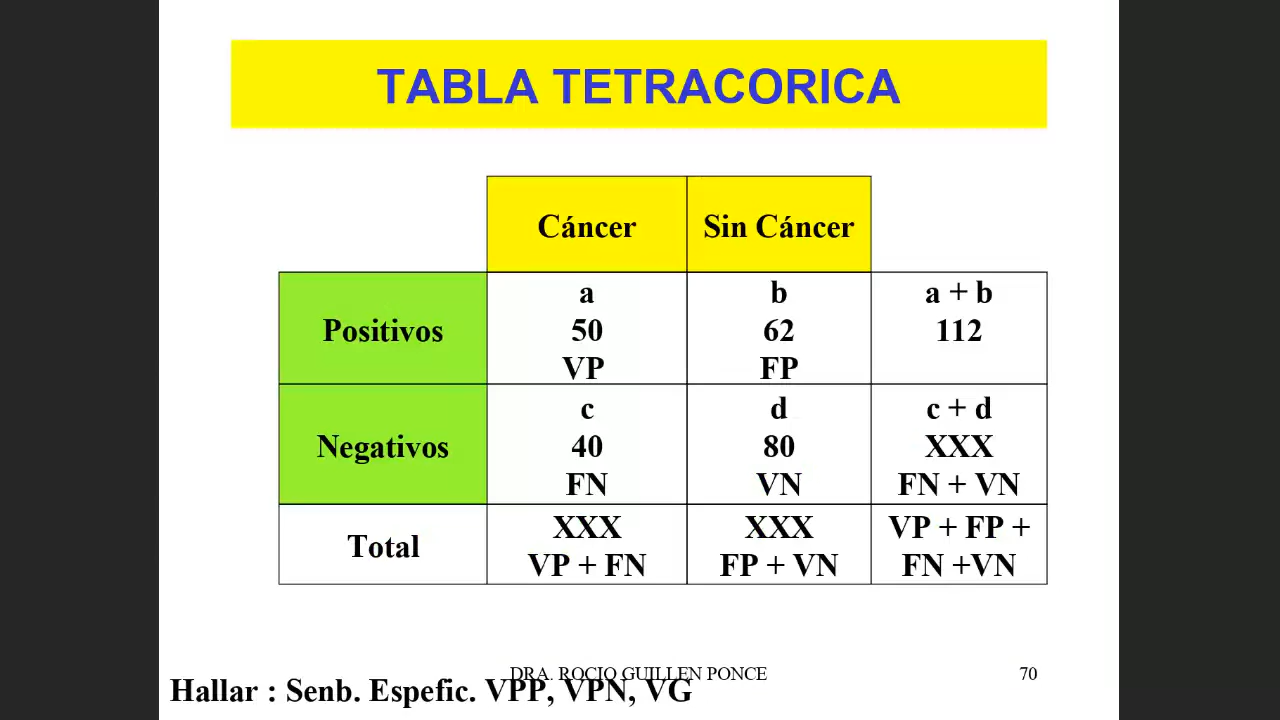 TABLA TETRACORICA
Cáncer
Sin Cáncer
Positivos
a
50
VP
b
62
FP
a + b
112
Negativos
c
40
FN
d
80
VN
c + d
XXX
FN + VN
Total
XXX
VP + FN
XXX
FP + VN
VP + FP +
FN +VN
DRA. ROCIO GUILLEN PONCE
70
Hallar : Senb. Espefic. VPP, VPN, VG